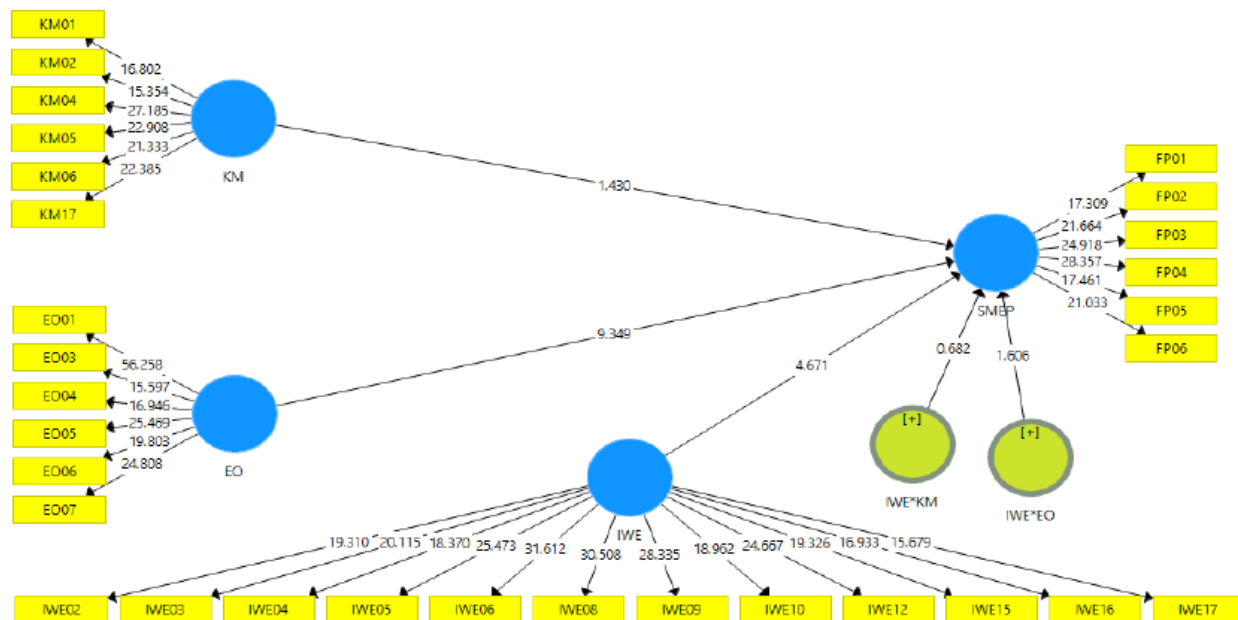 KM01
KM02
KM04
KM05
KM06
KM17
16.802
15.354
27.185
22.908
21.333
22.385
KM
1.430
FP01
FP02
FP03
FP04
FP05
FP06
17.309
21.664
24.918
28.357
17.461
21.033
SMEP
EO01
EO03
EO04
EO05
EO06
EO07
56.258
15.597
16.946
25.469
19.803
24.808
EO
9.349
4.671
0.682
1.606
[+]
[+]
IWE*KM
IWE*EO
IWE
19.310
20.115
18.370
25.473
31.612
30.508
28.335
18.962
24.667
19.326
16.933
15.679
IWE02
IWE03
IWE04
IWE05
IWE06
IWE08
IWE09
IWE10
IWE12
IWE15
IWE16
IWE17